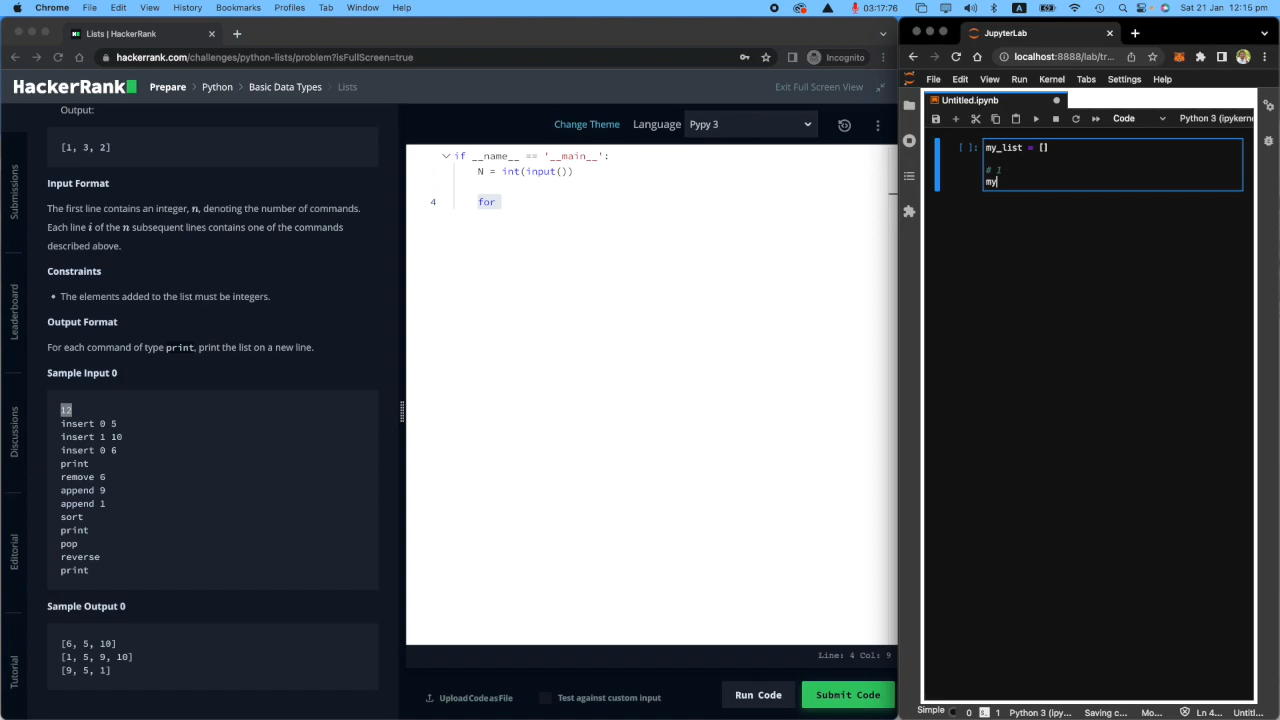 Chrome File Edit View History Bookmarks Profiles Tab Window Help 03:17:76 A Sat 21 Jan 12:15 pm
Lists | HackerRank
hackerrank.com/challenges/python-lists/problem?isFullScreen=true Incognito
HackerRank Prepare Python Basic Data Types Lists Exit Full Screen View
Submissions
Leaderboard
Discussions
Editorial
Tutorial
Output:
[1, 3, 2]
Input Format
The first line contains an integer, n, denoting the number of commands.
Each line i of the n subsequent lines contains one of the commands
described above.
Constraints
• The elements added to the list must be integers.
Output Format
For each command of type print, print the list on a new line.
Sample Input 0
12
insert 0 5
insert 1 10
insert 0 6
print
remove 6
append 9
append 1
sort
print
pop
reverse
print
Sample Output 0
[6, 5, 10]
[1, 5, 9, 10]
[9, 5, 1]
Change Theme Language Pypy 3
if __name__ == '__main__':
N = int(input())
4 for
Line: 4 Col: 9
Upload Code as File Test against custom input Run Code Submit Code
JupyterLab
localhost:8888/lab/tr...
File Edit View Run Kernel Tabs Settings Help
Untitled.ipynb
Code Python 3 (ipykerne
[ ]: my_list = []
# 1
my
Simple 0 1 Python 3 (ipy... Saving c... Mo... Ln 4... Untitl...